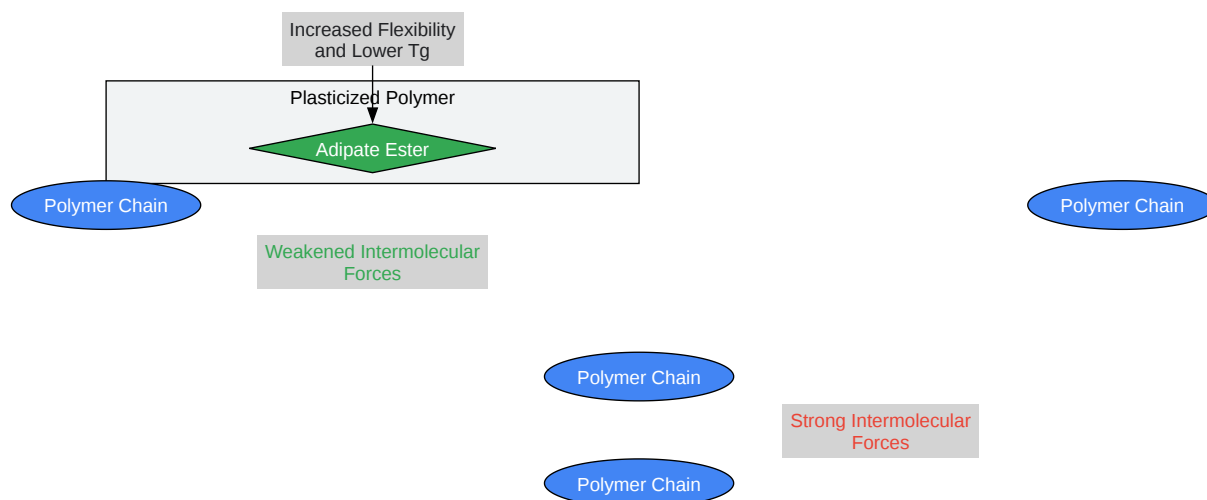 Increased Flexibility
and Lower Tg
Plasticized Polymer
Adipate Ester
Polymer Chain
Polymer Chain
Weakened Intermolecular
Forces
Polymer Chain
Strong Intermolecular
Forces
Polymer Chain